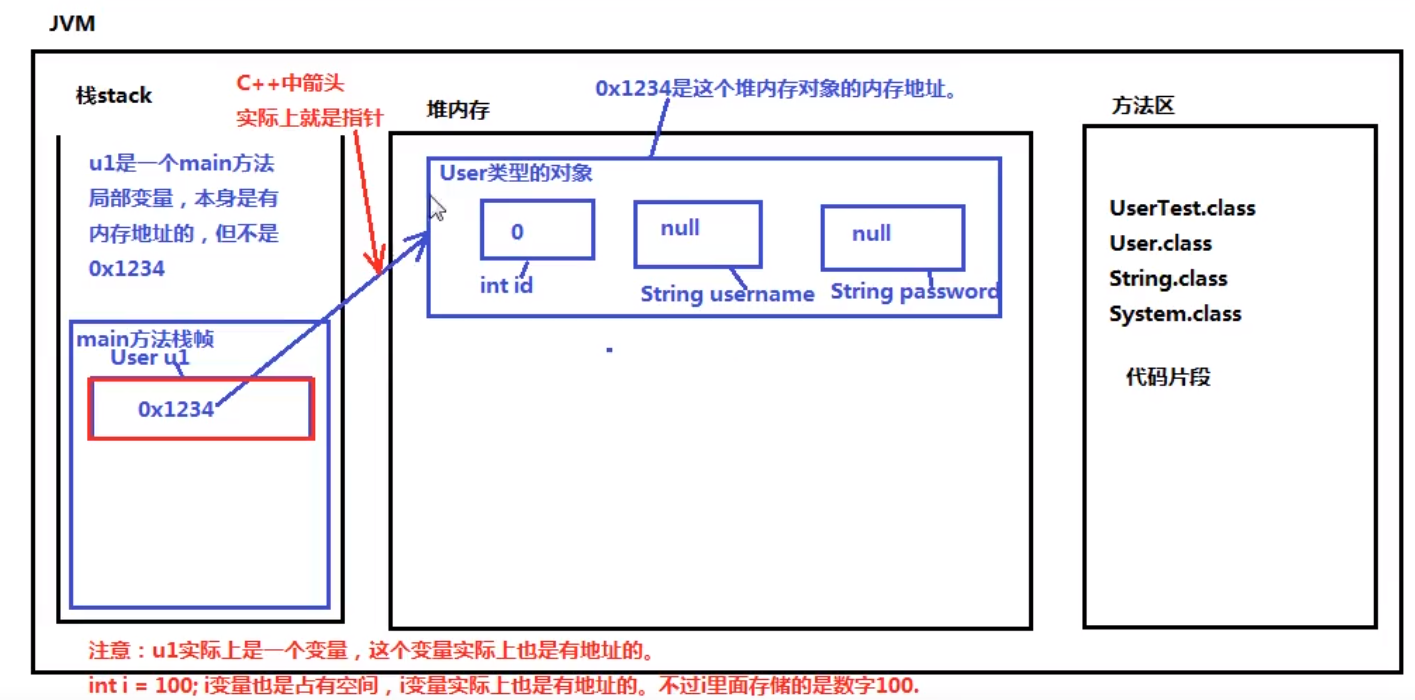 JVM
栈stack
C++中箭头
实际上就是指针
u1是一个main方法
局部变量，本身是有
内存地址的，但不是
0x1234
main方法栈帧
User u1
0x1234
堆内存
0x1234是这个堆内存对象的内存地址。
User类型的对象
0
int id
null
String username
null
String password
方法区
UserTest.class
User.class
String.class
System.class
代码片段
注意：u1实际上是一个变量，这个变量实际上也是有地址的。
int i = 100; i变量也是占有空间，i变量实际上也是有地址的。不过i里面存储的是数字100.